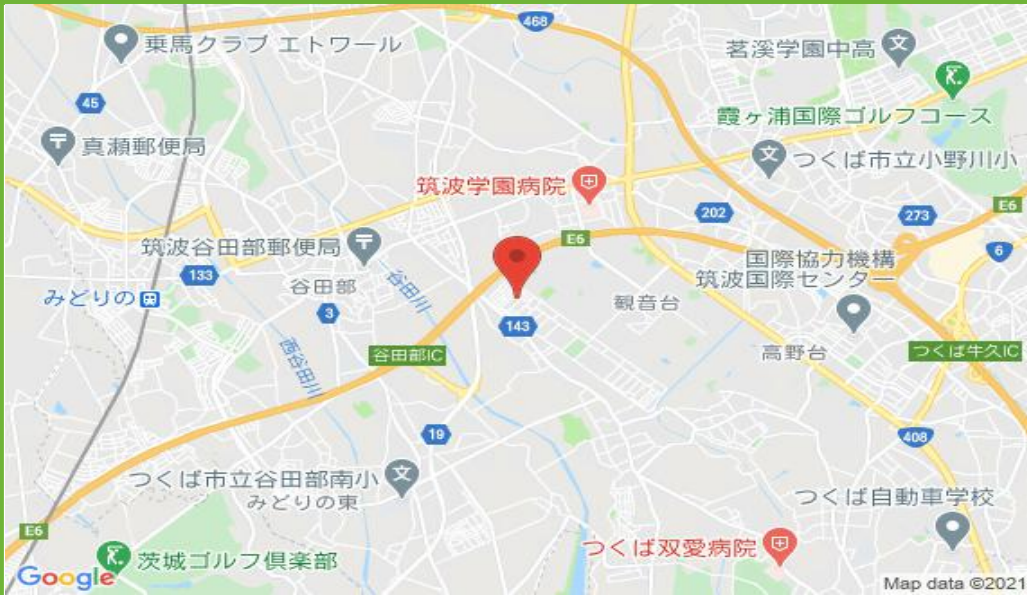 468
乗馬クラブ エトワール
茗溪学園中高
45
霞ヶ浦国際ゴルフコース
真瀬郵便局
つくば市立小野川小
筑波学園病院
202
273
E6
筑波谷田部郵便局
E6
6
133
谷田部
谷田川
国際協力機構
筑波国際センター
みどりの
3
観音台
143
西谷田川
谷田部IC
高野台
つくば牛久IC
19
408
つくば市立谷田部南小
みどりの東
つくば自動車学校
E6
つくば双愛病院
茨城ゴルフ倶楽部
Google
Map data ©2021